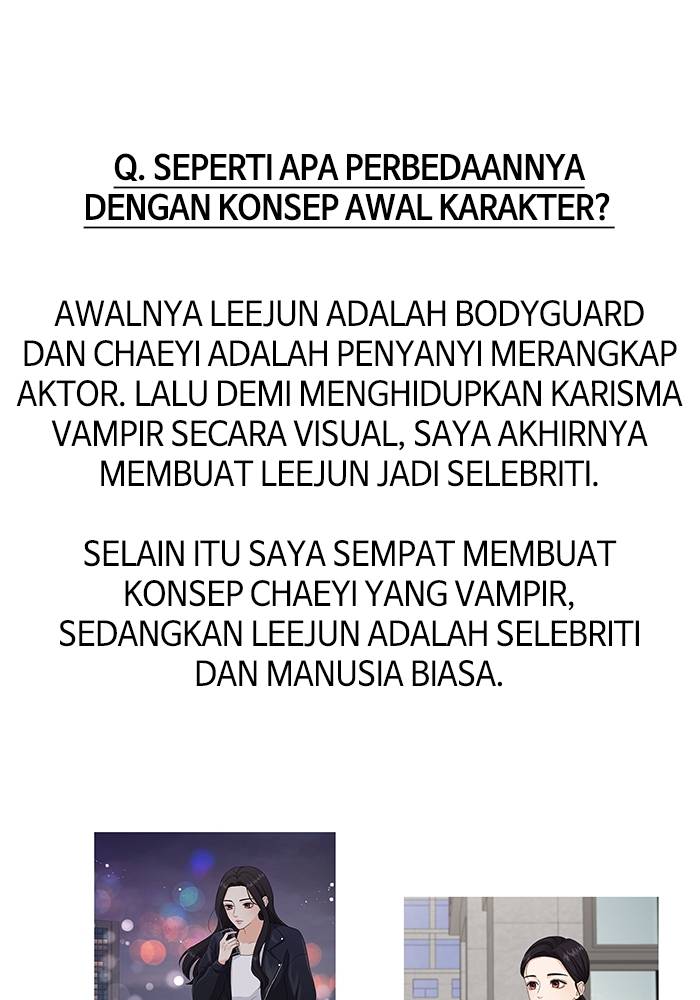 Q. SEPERTI APA PERBEDAANNYA
DENGAN KONSEP AWAL KARAKTER?
AWALNYA LEEJUN ADALAH BODYGUARD
DAN CHAEYI ADALAH PENYANYI MERANGKAP
AKTOR. LALU DEMI MENGHIDUPKAN KARISMA
VAMPIR SECARA VISUAL, SAYA AKHIRNYA
MEMBUAT LEEJUN JADI SELEBRITI.
SELAIN ITU SAYA SEMPAT MEMBUAT
KONSEP CHAEYI YANG VAMPIR,
SEDANGKAN LEEJUN ADALAH SELEBRITI
DAN MANUSIA BIASA.